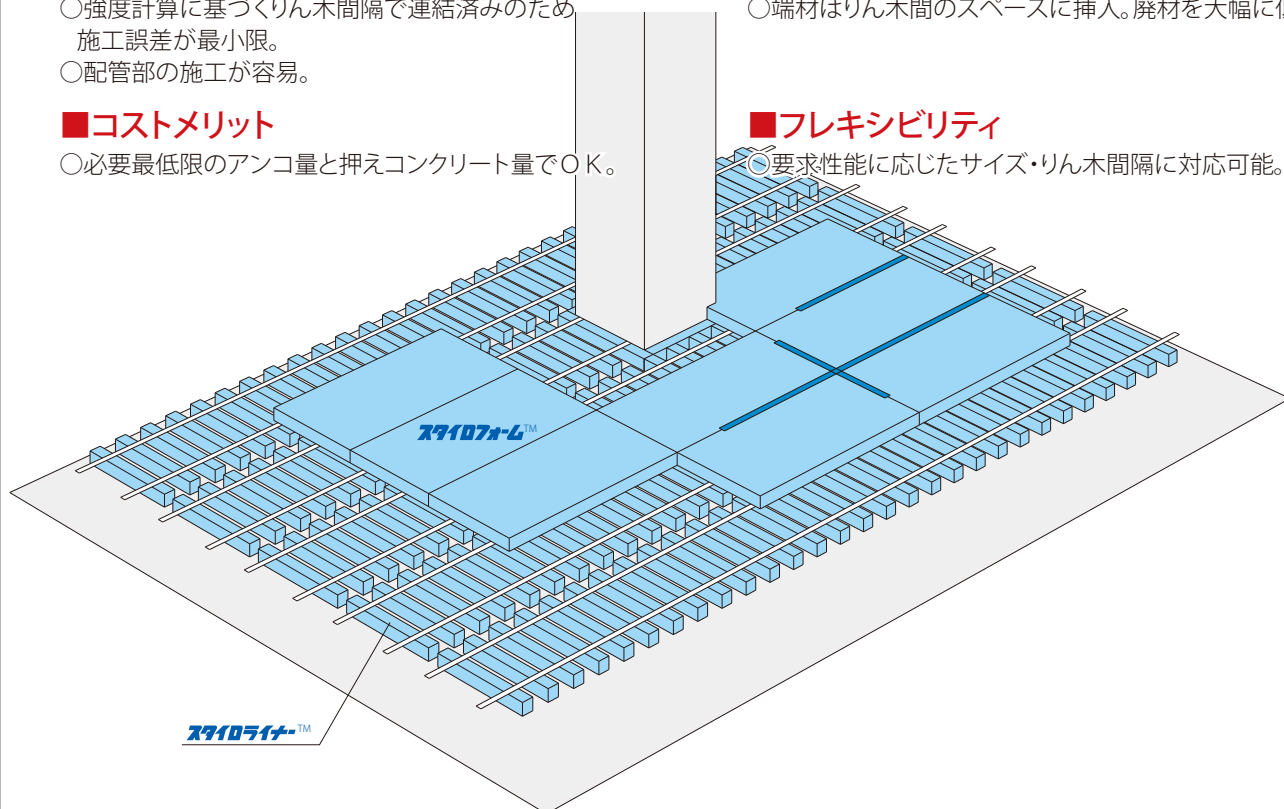 ○強度計算に基づくりん木間隔で連結済みのため
施工誤差が最小限。
○配管部の施工が容易。
■コストメリット
○必要最低限のアンコ量と押えコンクリート量でＯＫ。
○端材はりん木間のスペースに挿入。廃材を大幅に
■フレキシビリティ
○要求性能に応じたサイズ・りん木間隔に対応可能。
スタイロフォーム™
スタイロライナー™